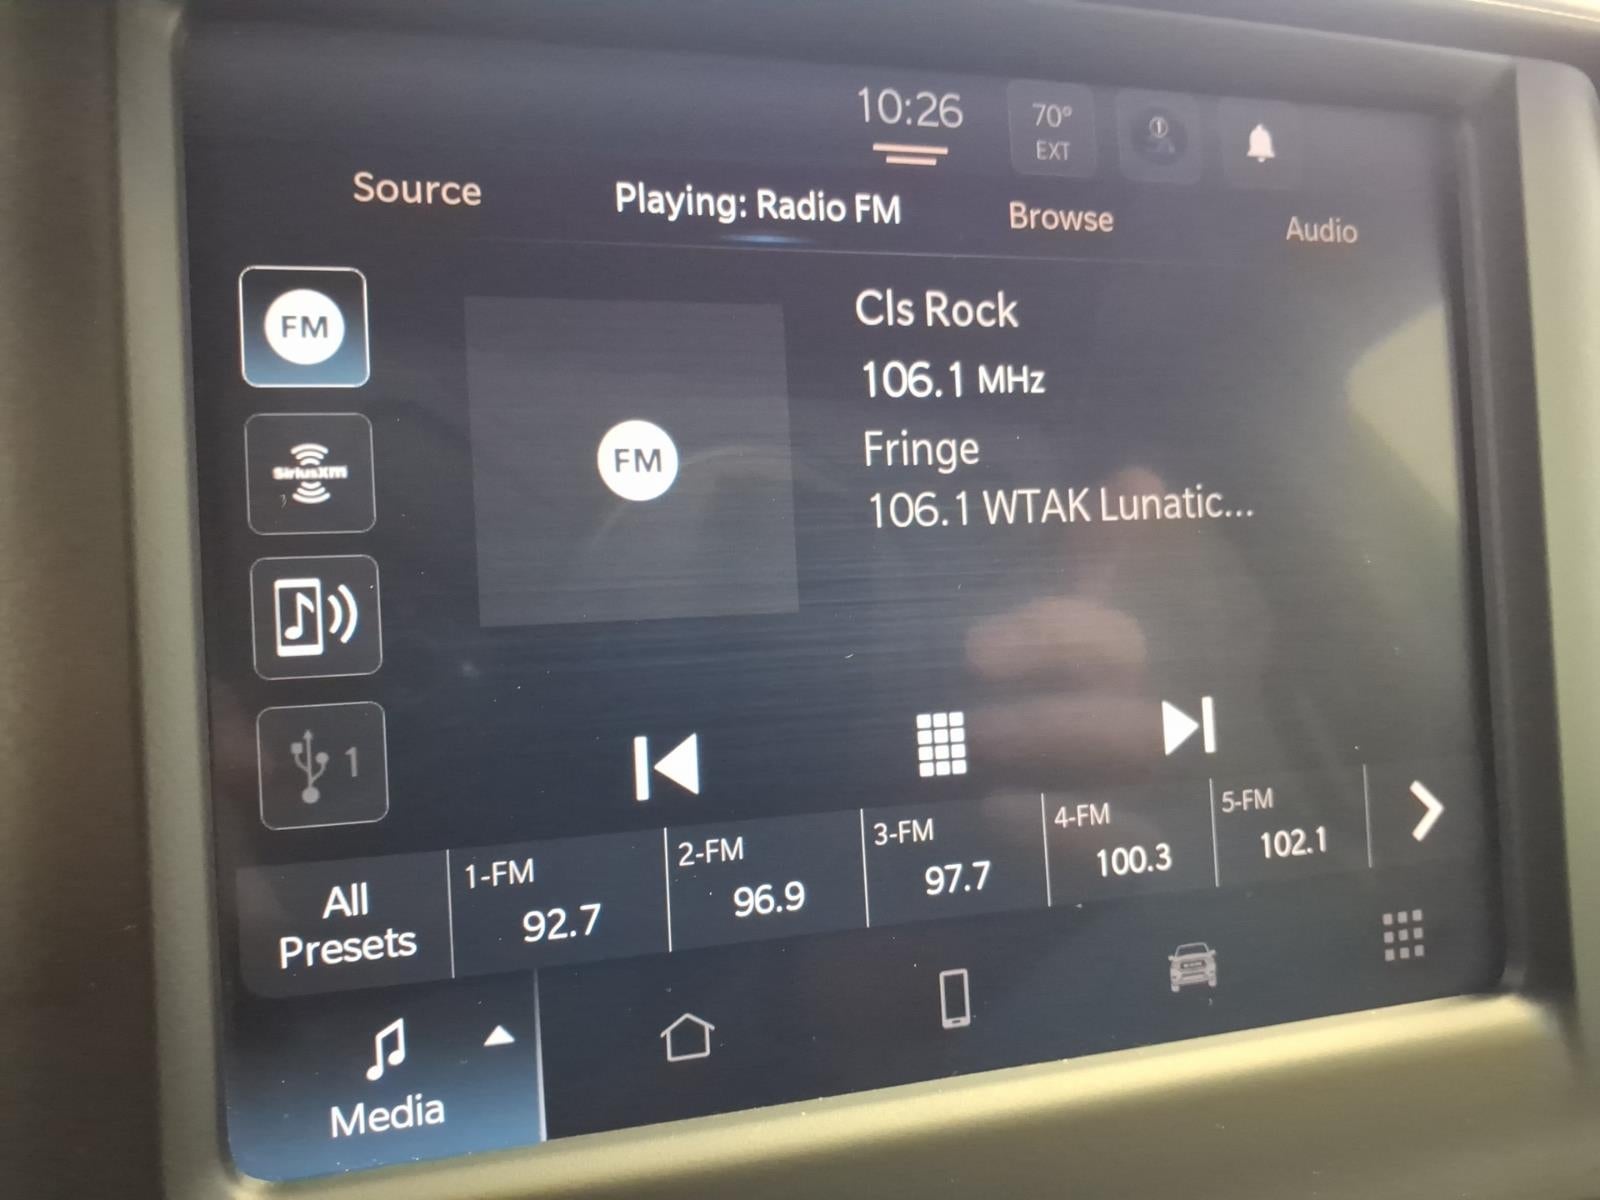 10:26
70°
EXT
1
Source
Playing: Radio FM
Browse
Audio
FM
SiriusXM
1
FM
Cls Rock
106.1 MHz
Fringe
106.1 WTAK Lunatic...
All
Presets
1-FM
92.7
2-FM
96.9
3-FM
97.7
4-FM
100.3
5-FM
102.1
Media